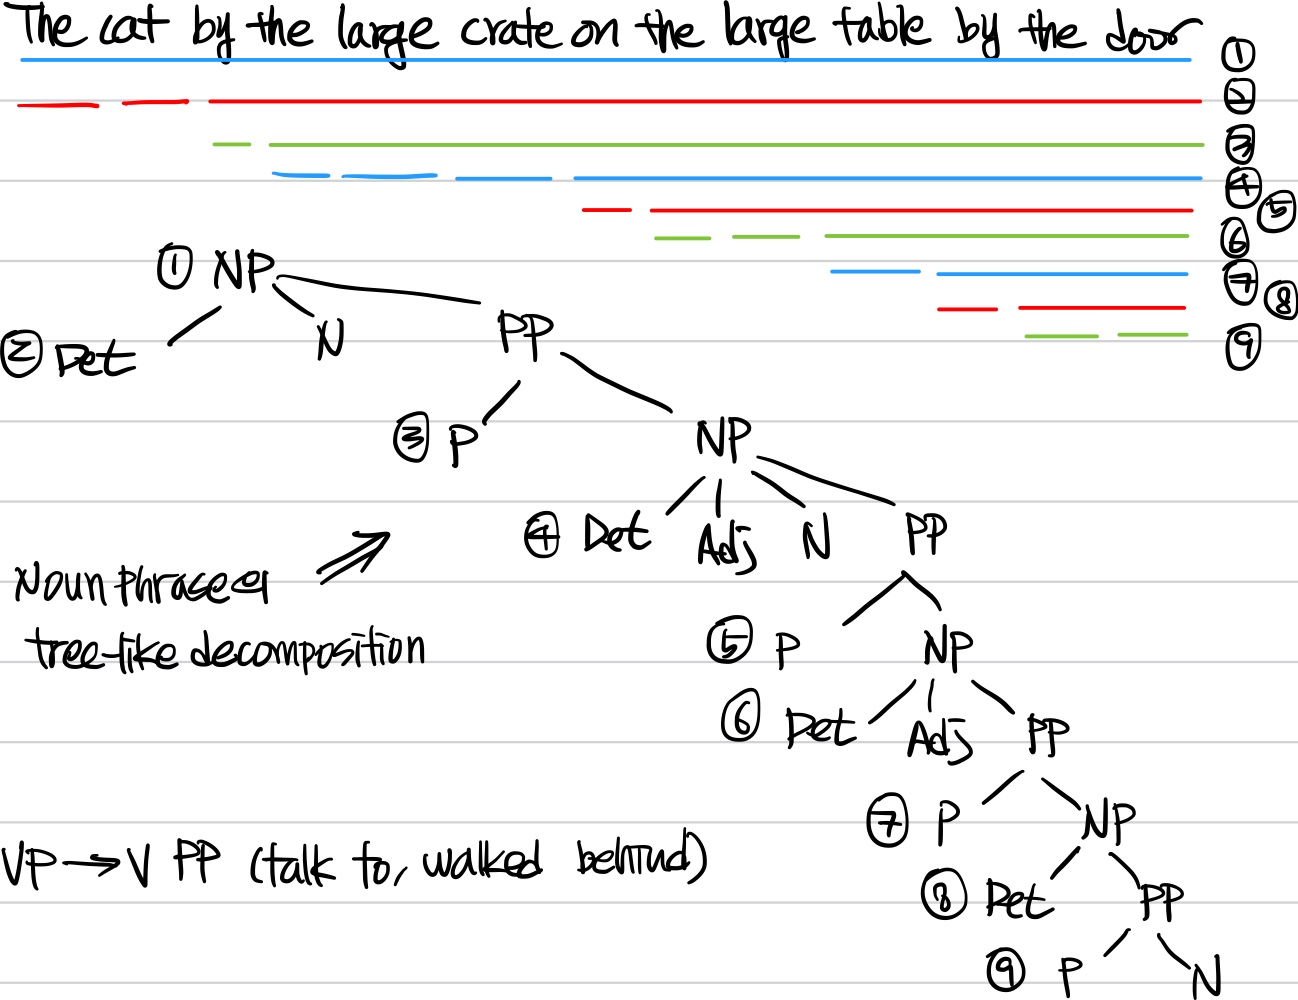 The cat by the large crate on the large table by the door
①
②
③
④
⑤
⑥
⑦
⑧
⑨
① NP
② Det N PP
③ P NP
④ Det Adj N PP
Noun phrase의
tree-like decomposition
⑤ P NP
⑥ Det Adj PP
⑦ P NP
VP → V PP (talk to, walked behind)
⑧ Det PP
⑨ P N